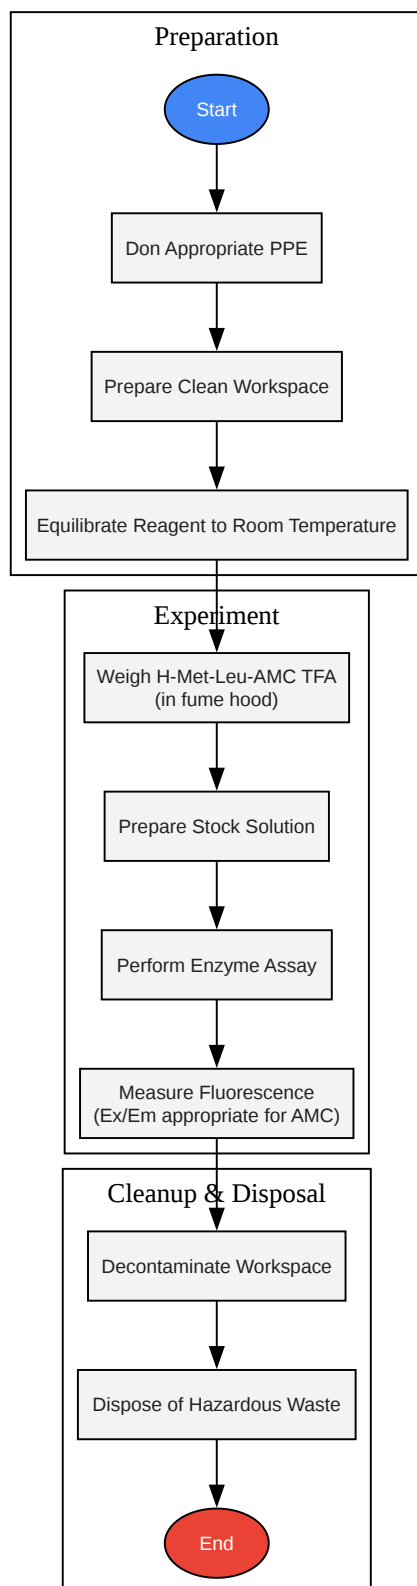 Preparation
Start
Don Appropriate PPE
Prepare Clean Workspace
Equilibrate Reagent to Room Temperature
Experiment
Weigh H-Met-Leu-AMC TFA
(in fume hood)
Prepare Stock Solution
Perform Enzyme Assay
Measure Fluorescence
(Ex/Em appropriate for AMC)
Cleanup & Disposal
Decontaminate Workspace
Dispose of Hazardous Waste
End